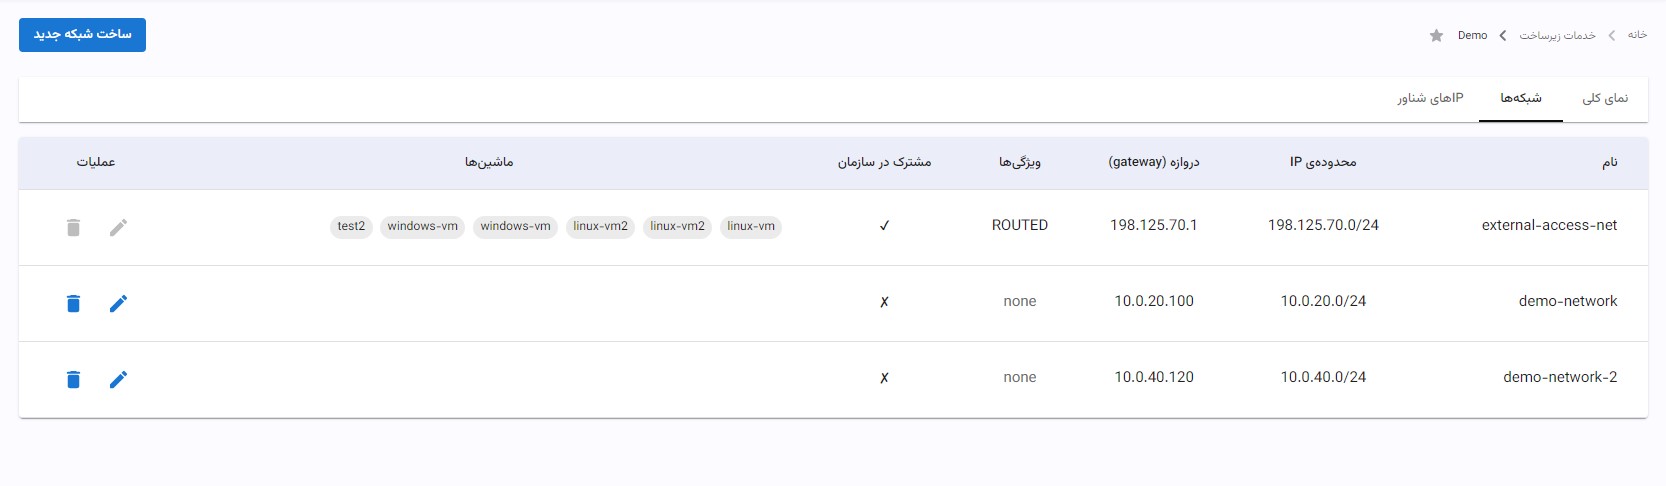 خانه > خدمات زیرساخت > Demo
ساخت شبکه جدید
نمای کلی
شبکه‌ها
IPهای شناور
نام محدوده‌ی IP دروازه (gateway) ویژگی‌ها مشترک در سازمان ماشین‌ها عملیات
external-access-net 198.125.70.0/24 198.125.70.1 ROUTED ✓ linux-vm linux-vm2 linux-vm2 windows-vm windows-vm test2
demo-network 10.0.20.0/24 10.0.20.100 none ✗
demo-network-2 10.0.40.0/24 10.0.40.120 none ✗